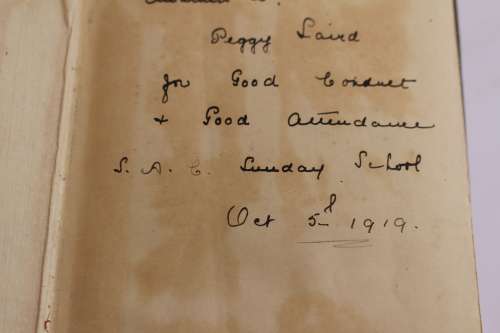 Peggy Laird
for Good Conduct
+ Good Attendance
S. A. C. Sunday School
Oct 5th 1919.